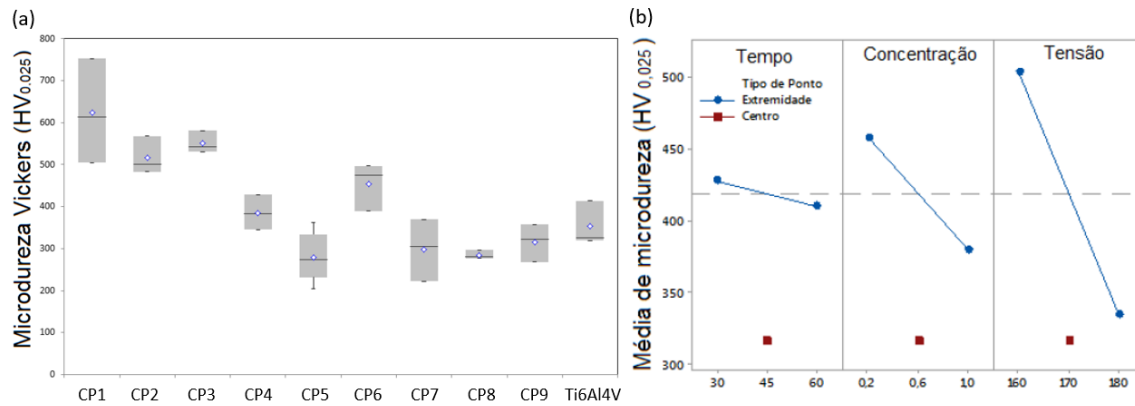 (a)
Microdureza Vickers (HV0,025)
800
700
600
500
400
300
200
100
0
CP1 CP2 CP3 CP4 CP5 CP6 CP7 CP8 CP9 Ti6Al4V
(b)
Média de microdureza (HV 0,025)
Tempo Concentração Tensão
Tipo de Ponto
Extremidade
Centro
500
450
400
350
300
30 45 60 0,2 0,6 1,0 160 170 180